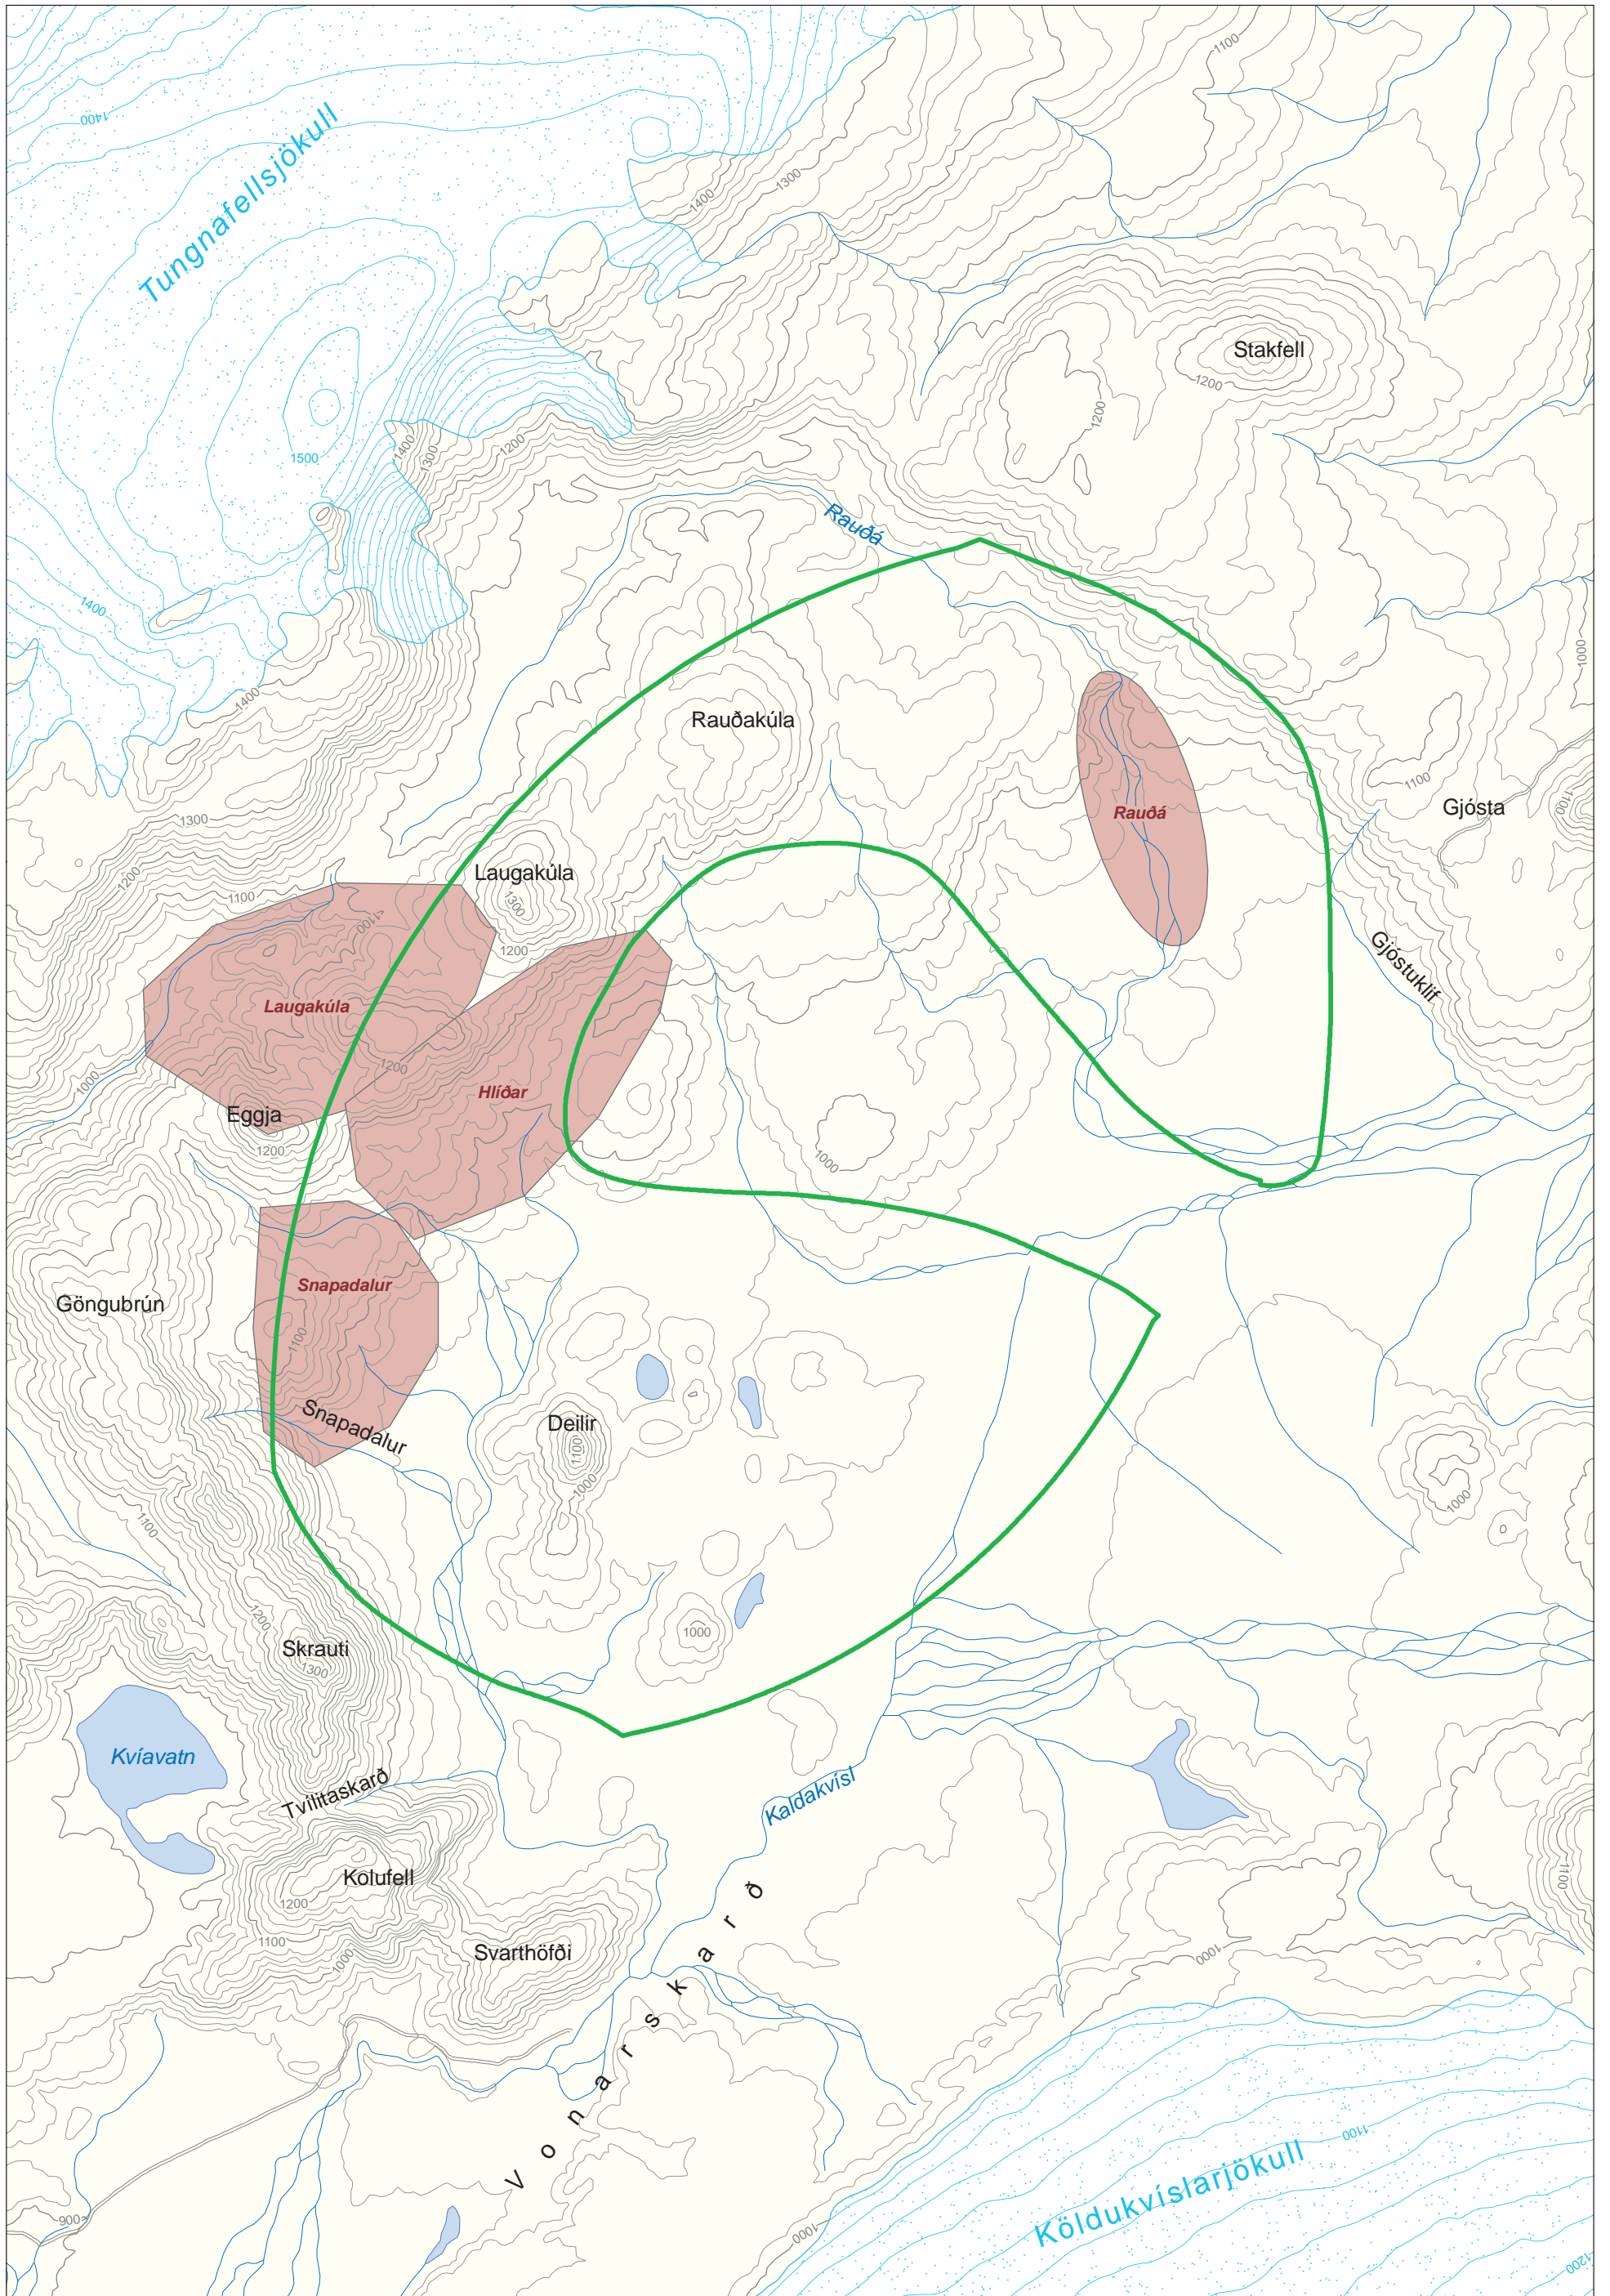 1100
1400
Tungnafellsjökull
1300
1400
Stakfell
1200
1200
1400
1300
1200
1500
Rauðá
1400
1000
1400
Rauðakúla
1100
1100
Gjósta
Rauðá
1300
Laugakúla
1200
1100
1300
1100
Gjóstuklif
1200
Laugakúla
1200
1000
Hlíðar
Eggja
1200
1000
Snapadalur
Göngubrún
1100
Snapadalur
Deilir
1100
1000
1000
1100
1200
Skrauti
1300
1000
Kvíavatn
Tvílitaskarð
Kaldakvísl
Kolufell
1200
1100
1100
1000
Svarthöfði
1000
Vonarskarð
1100
Köldukvíslarjökull
900
1000
1200